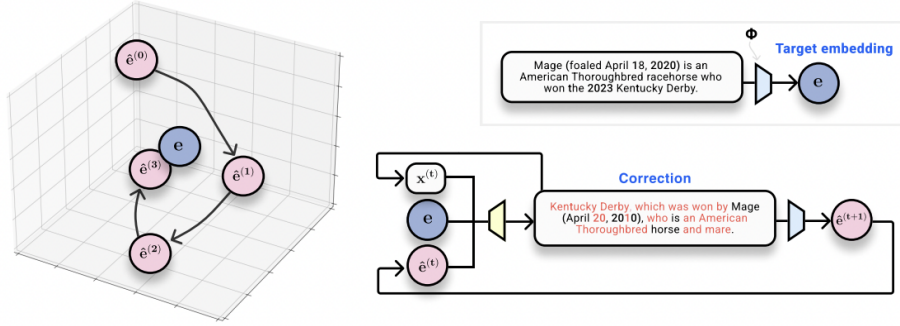 ê(0)
e
ê(3)
ê(1)
ê(2)
Φ
Target embedding
Mage (foaled April 18, 2020) is an
American Thoroughbred racehorse who
won the 2023 Kentucky Derby.
e
Correction
x(t)
e
ê(t)
Kentucky Derby. which was won by Mage
(April 20, 2010), who is an American
Thoroughbred horse and mare.
ê(t+1)